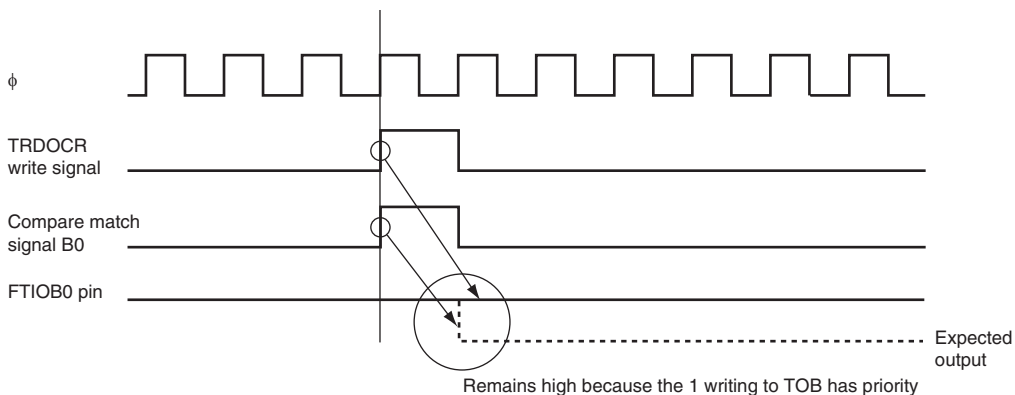 ϕ
TRDOCR
write signal
Compare match
signal B0
FTIOB0 pin
Expected
output
Remains high because the 1 writing to TOB has priority